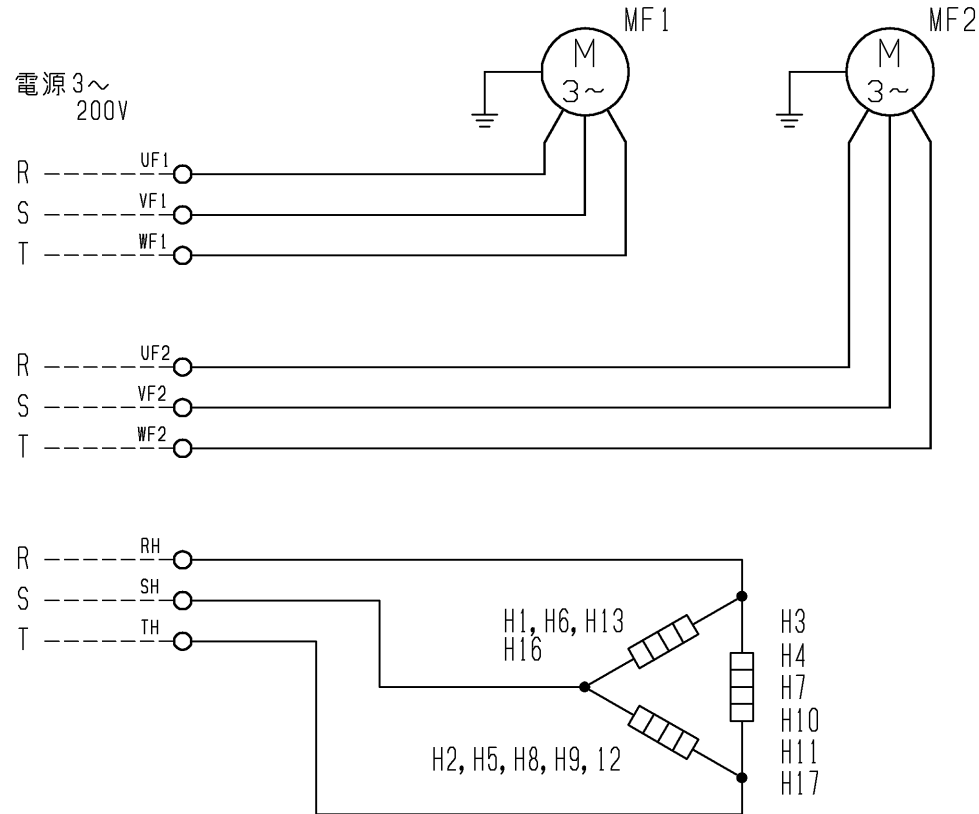 MF1
MF2
M
3~
M
3~
電源3~
200V
R
UF1
S
VF1
T
WF1
R
UF2
S
VF2
T
WF2
R
RH
S
SH
T
TH
H1, H6, H13
H16
H3
H4
H7
H10
H11
H17
H2, H5, H8, H9, 12